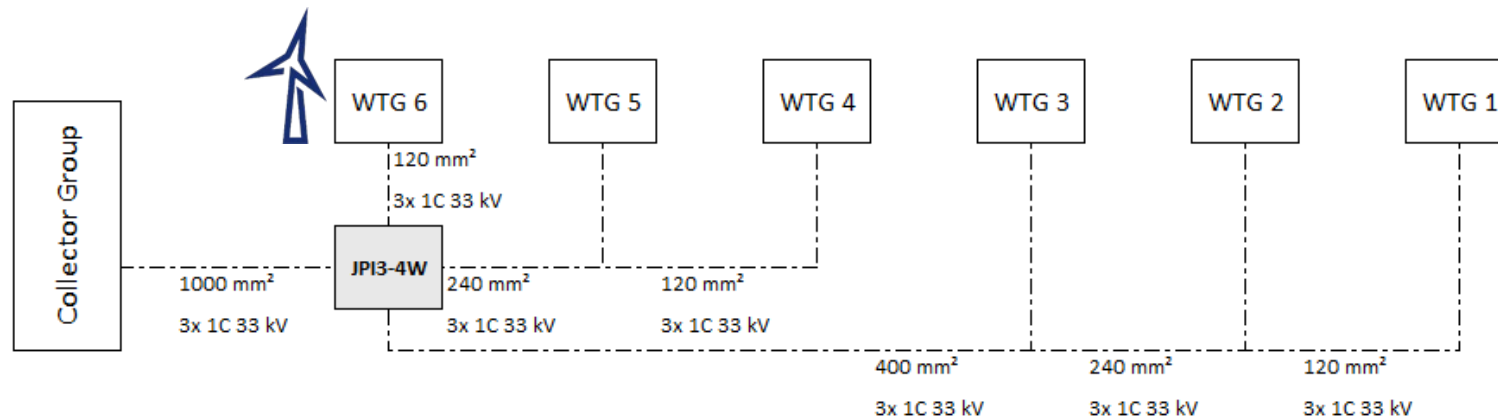 WTG 6
WTG 5
WTG 4
WTG 3
WTG 2
WTG 1
Collector Group
120 mm²
3x 1C 33 kV
JPI3-4W
1000 mm²
3x 1C 33 kV
240 mm²
3x 1C 33 kV
120 mm²
3x 1C 33 kV
400 mm²
3x 1C 33 kV
240 mm²
3x 1C 33 kV
120 mm²
3x 1C 33 kV